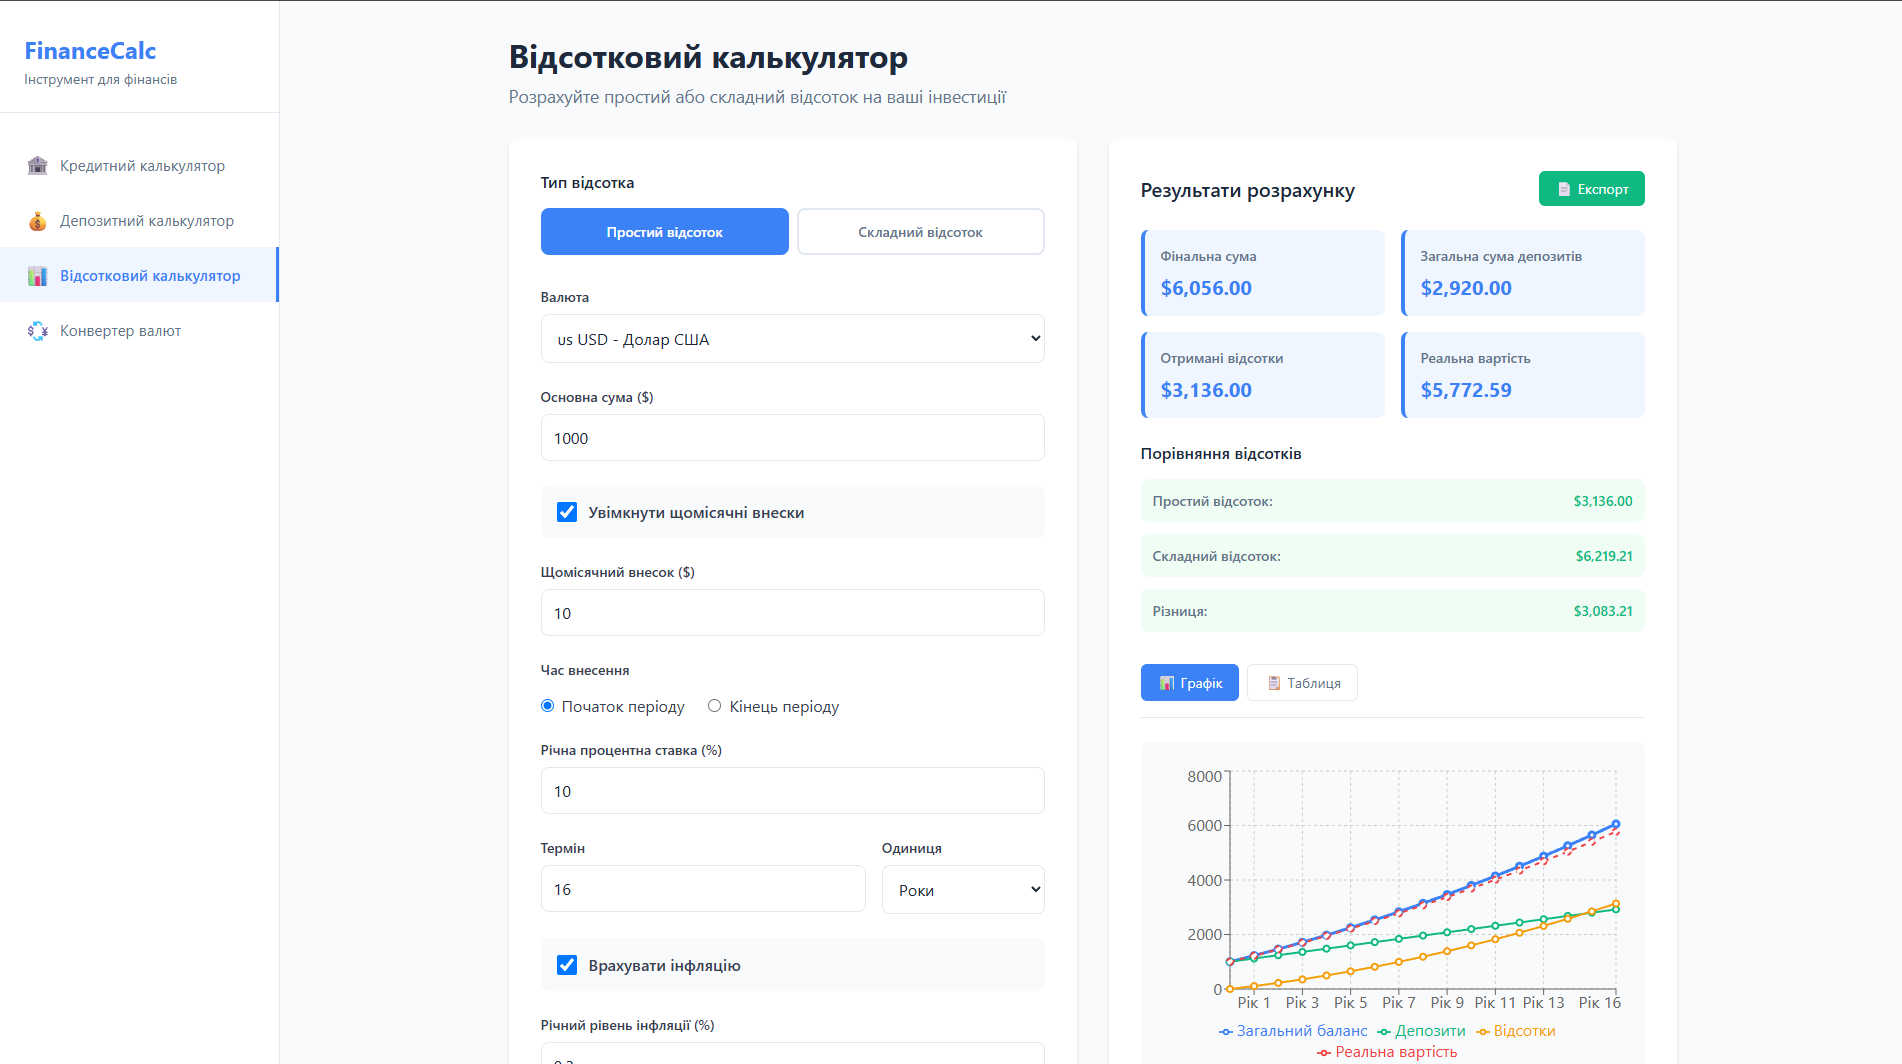 FinanceCalc
Інструмент для фінансів
Кредитний калькулятор
Депозитний калькулятор
Відсотковий калькулятор
Конвертер валют
Відсотковий калькулятор
Розрахуйте простий або складний відсоток на ваші інвестиції
Тип відсотка
Простий відсоток
Складний відсоток
Валюта
us USD - Долар США
Основна сума ($)
1000
Увімкнути щомісячні внески
Щомісячний внесок ($)
10
Час внесення
Початок періоду
Кінець періоду
Річна процентна ставка (%)
10
Термін
Одиниця
16
Роки
Врахувати інфляцію
Річний рівень інфляції (%)
Результати розрахунку
Експорт
Фінальна сума
$6,056.00
Загальна сума депозитів
$2,920.00
Отримані відсотки
$3,136.00
Реальна вартість
$5,772.59
Порівняння відсотків
Простий відсоток: $3,136.00
Складний відсоток: $6,219.21
Різниця: $3,083.21
Графік
Таблиця
8000
6000
4000
2000
0
Рік 1 Рік 3 Рік 5 Рік 7 Рік 9 Рік 11 Рік 13 Рік 16
Загальний баланс Депозити Відсотки
Реальна вартість